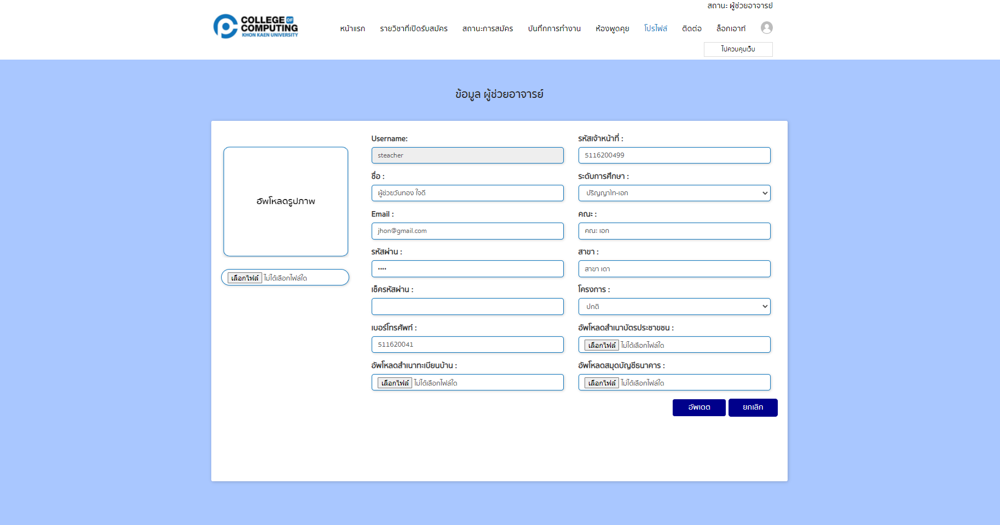 สถานะ ผู้ช่วยอาจารย์
COLLEGE OF
COMPUTING
KHON KAEN UNIVERSITY
หน้าแรก รายวิชาที่เปิดรับสมัคร สถานะการสมัคร บันทึกการทำงาน ห้องพูดคุย โปรไฟล์ ติดต่อ ล็อกเอาท์
ไปควบคุมเว็บ
ข้อมูล ผู้ช่วยอาจารย์
อัพโหลดรูปภาพ
เลือกไฟล์ ไม่ได้เลือกไฟล์ใด
Username:
steacher
รหัสเจ้าหน้าที่ :
5116200499
ชื่อ :
ผู้ช่วยวันทอง ใจดี
ระดับการศึกษา :
ปริญญาโท-เอก
Email :
jhon@gmail.com
คณะ :
คณะ เอก
รหัสผ่าน :
••••
สาขา :
สาขา เดา
เช็ครหัสผ่าน :
โครงการ :
ปกติ
เบอร์โทรศัพท์ :
511620041
อัพโหลดสำเนาบัตรประชาขชน :
เลือกไฟล์ ไม่ได้เลือกไฟล์ใด
อัพโหลดสำเนาทะเบียนบ้าน :
เลือกไฟล์ ไม่ได้เลือกไฟล์ใด
อัพโหลดสมุดบัญชีธนาคาร :
เลือกไฟล์ ไม่ได้เลือกไฟล์ใด
อัพเดต ยกเลิก